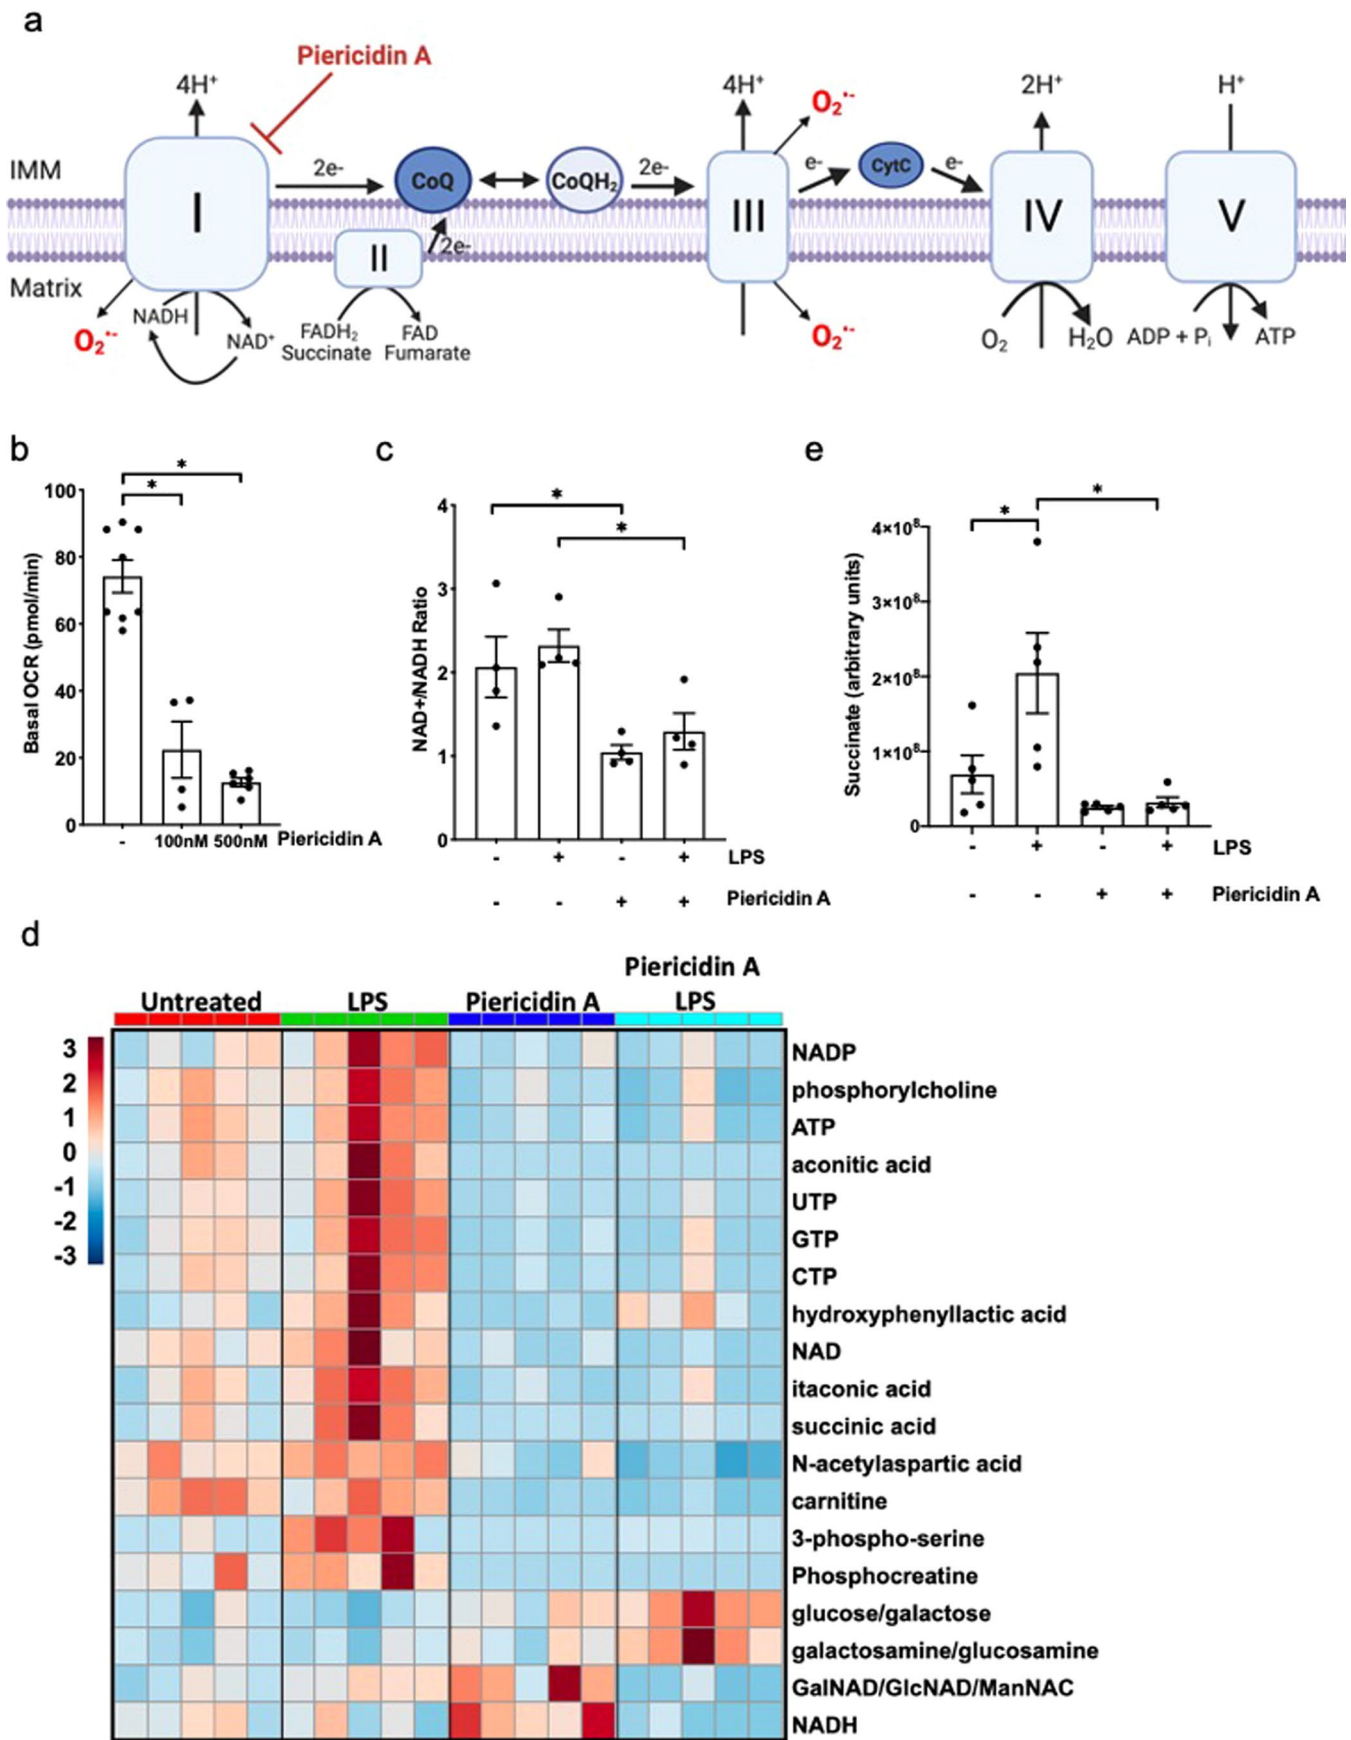 a
Piericidin A
4H⁺
4H⁺
O₂˙⁻
2H⁺
H⁺
IMM
2e-
CoQ
CoQH₂
2e-
e-
CytC
e-
I
II
2e-
III
IV
V
Matrix
O₂˙⁻
NADH
NAD⁺
FADH₂
Succinate
FAD
Fumarate
O₂˙⁻
O₂
H₂O
ADP + Pᵢ
ATP
b
*
*
Basal OCR (pmol/min)
100
80
60
40
20
0
- 100nM 500nM Piericidin A
c
*
*
NAD+/NADH Ratio
4
3
2
1
0
- + - + LPS
- - + + Piericidin A
e
*
*
Succinate (arbitrary units)
4×10⁸
3×10⁸
2×10⁸
1×10⁸
0
- + - + LPS
- - + + Piericidin A
d
Untreated
LPS
Piericidin A
Piericidin A
LPS
3
2
1
0
-1
-2
-3
NADP
phosphorylcholine
ATP
aconitic acid
UTP
GTP
CTP
hydroxyphenyllactic acid
NAD
itaconic acid
succinic acid
N-acetylaspartic acid
carnitine
3-phospho-serine
Phosphocreatine
glucose/galactose
galactosamine/glucosamine
GalNAD/GlcNAD/ManNAC
NADH